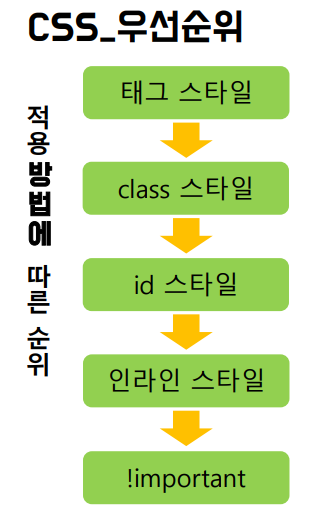 CSS_우선순위
적용 방법에 따른 순위
태그 스타일
class 스타일
id 스타일
인라인 스타일
!important